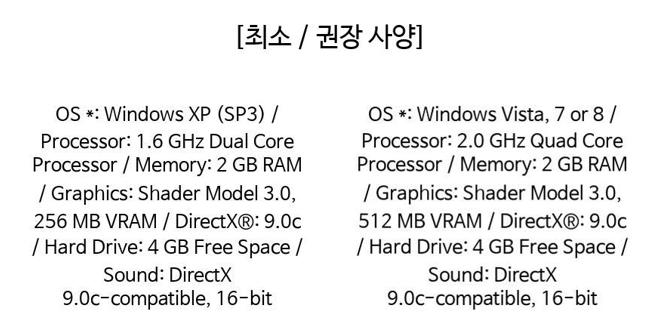 [최소 / 권장 사양]
OS *: Windows XP (SP3) /
Processor: 1.6 GHz Dual Core
Processor / Memory: 2 GB RAM
/ Graphics: Shader Model 3.0,
256 MB VRAM / DirectX®: 9.0c
/ Hard Drive: 4 GB Free Space /
Sound: DirectX
9.0c-compatible, 16-bit
OS *: Windows Vista, 7 or 8 /
Processor: 2.0 GHz Quad Core
Processor / Memory: 2 GB RAM
/ Graphics: Shader Model 3.0,
512 MB VRAM / DirectX®: 9.0c
/ Hard Drive: 4 GB Free Space /
Sound: DirectX
9.0c-compatible, 16-bit